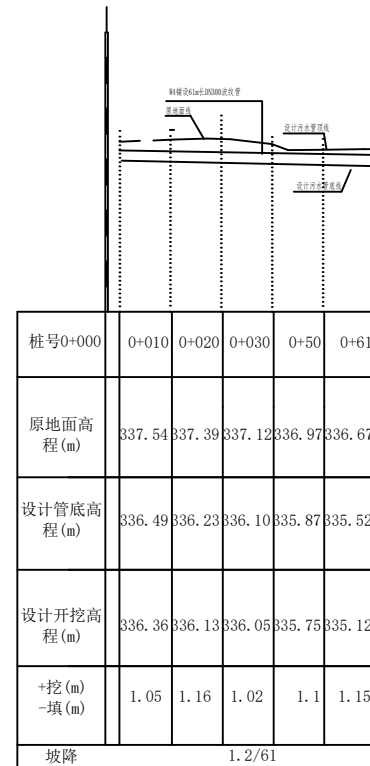 W4铺设61m长DN300波纹管
原地面线
设计污水管顶线
设计污水管底线
桩号0+000 0+010 0+020 0+030 0+50 0+61
原地面高
程(m) 337.54 337.39 337.12 336.97 336.67
设计管底高
程(m) 336.49 336.23 336.10 335.87 335.52
设计开挖高
程(m) 336.36 336.13 336.05 335.75 335.12
+挖(m)
-填(m) 1.05 1.16 1.02 1.1 1.15
坡降 1.2/61